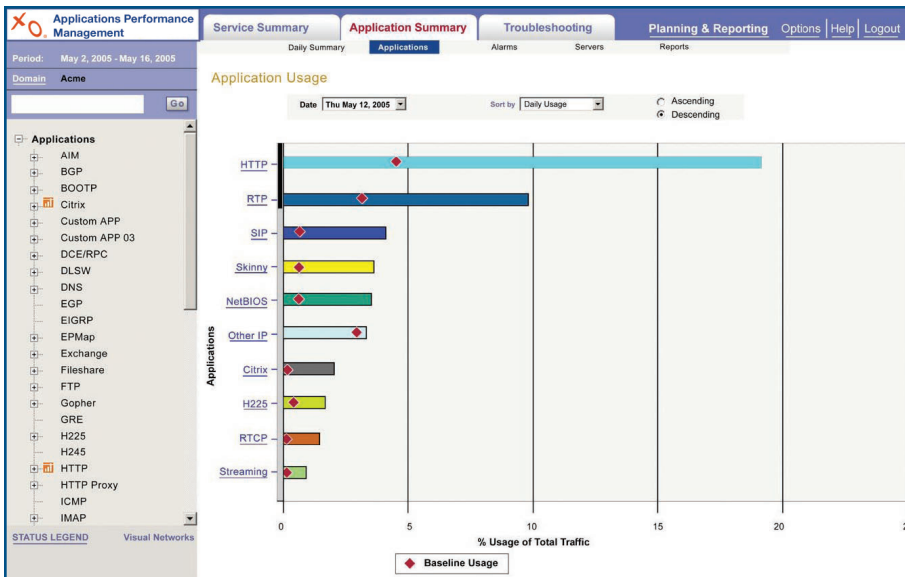 XO®
Applications Performance
Management
Service Summary
Application Summary
Troubleshooting
Planning & Reporting
Options | Help | Logout
Daily Summary
Applications
Alarms
Servers
Reports
Period: May 2, 2005 - May 16, 2005
Domain Acme
Go
Applications
AIM
BGP
BOOTP
Citrix
Custom APP
Custom APP 03
DCE/RPC
DLSW
DNS
EGP
EIGRP
EPMap
Exchange
Fileshare
FTP
Gopher
GRE
H225
H245
HTTP
HTTP Proxy
ICMP
IMAP
STATUS LEGEND
Visual Networks
Application Usage
Date Thu May 12, 2005
Sort by Daily Usage
Ascending
Descending
Applications
HTTP
RTP
SIP
Skinny
NetBIOS
Other IP
Citrix
H225
RTCP
Streaming
0 5 10 15 20
% Usage of Total Traffic
Baseline Usage